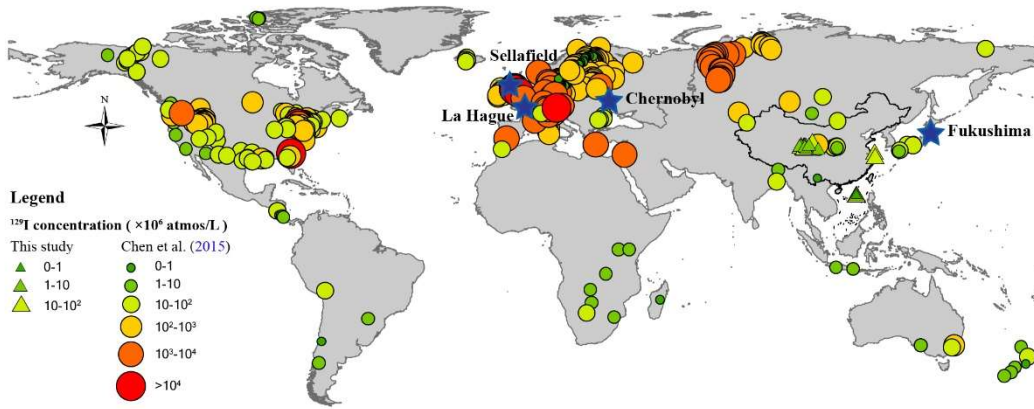 Sellafield
La Hague
Chernobyl
Fukushima
N
Legend
¹²⁹I concentration ( ×10⁶ atmos/L )
This study Chen et al. (2015)
0-1 0-1
1-10 1-10
10-10² 10-10²
10²-10³
10³-10⁴
>10⁴